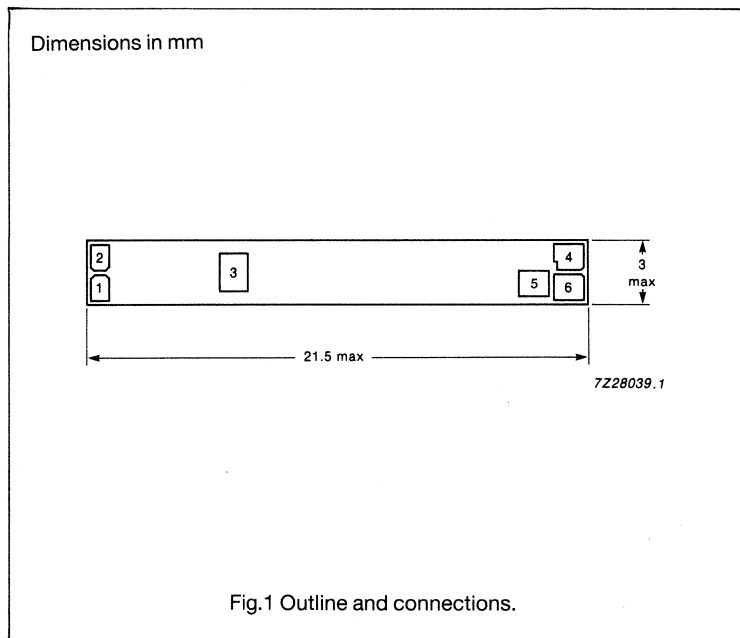 Dimensions in mm
2
1
3
4
5
6
3
max
21.5 max
7Z28039.1
Fig.1 Outline and connections.